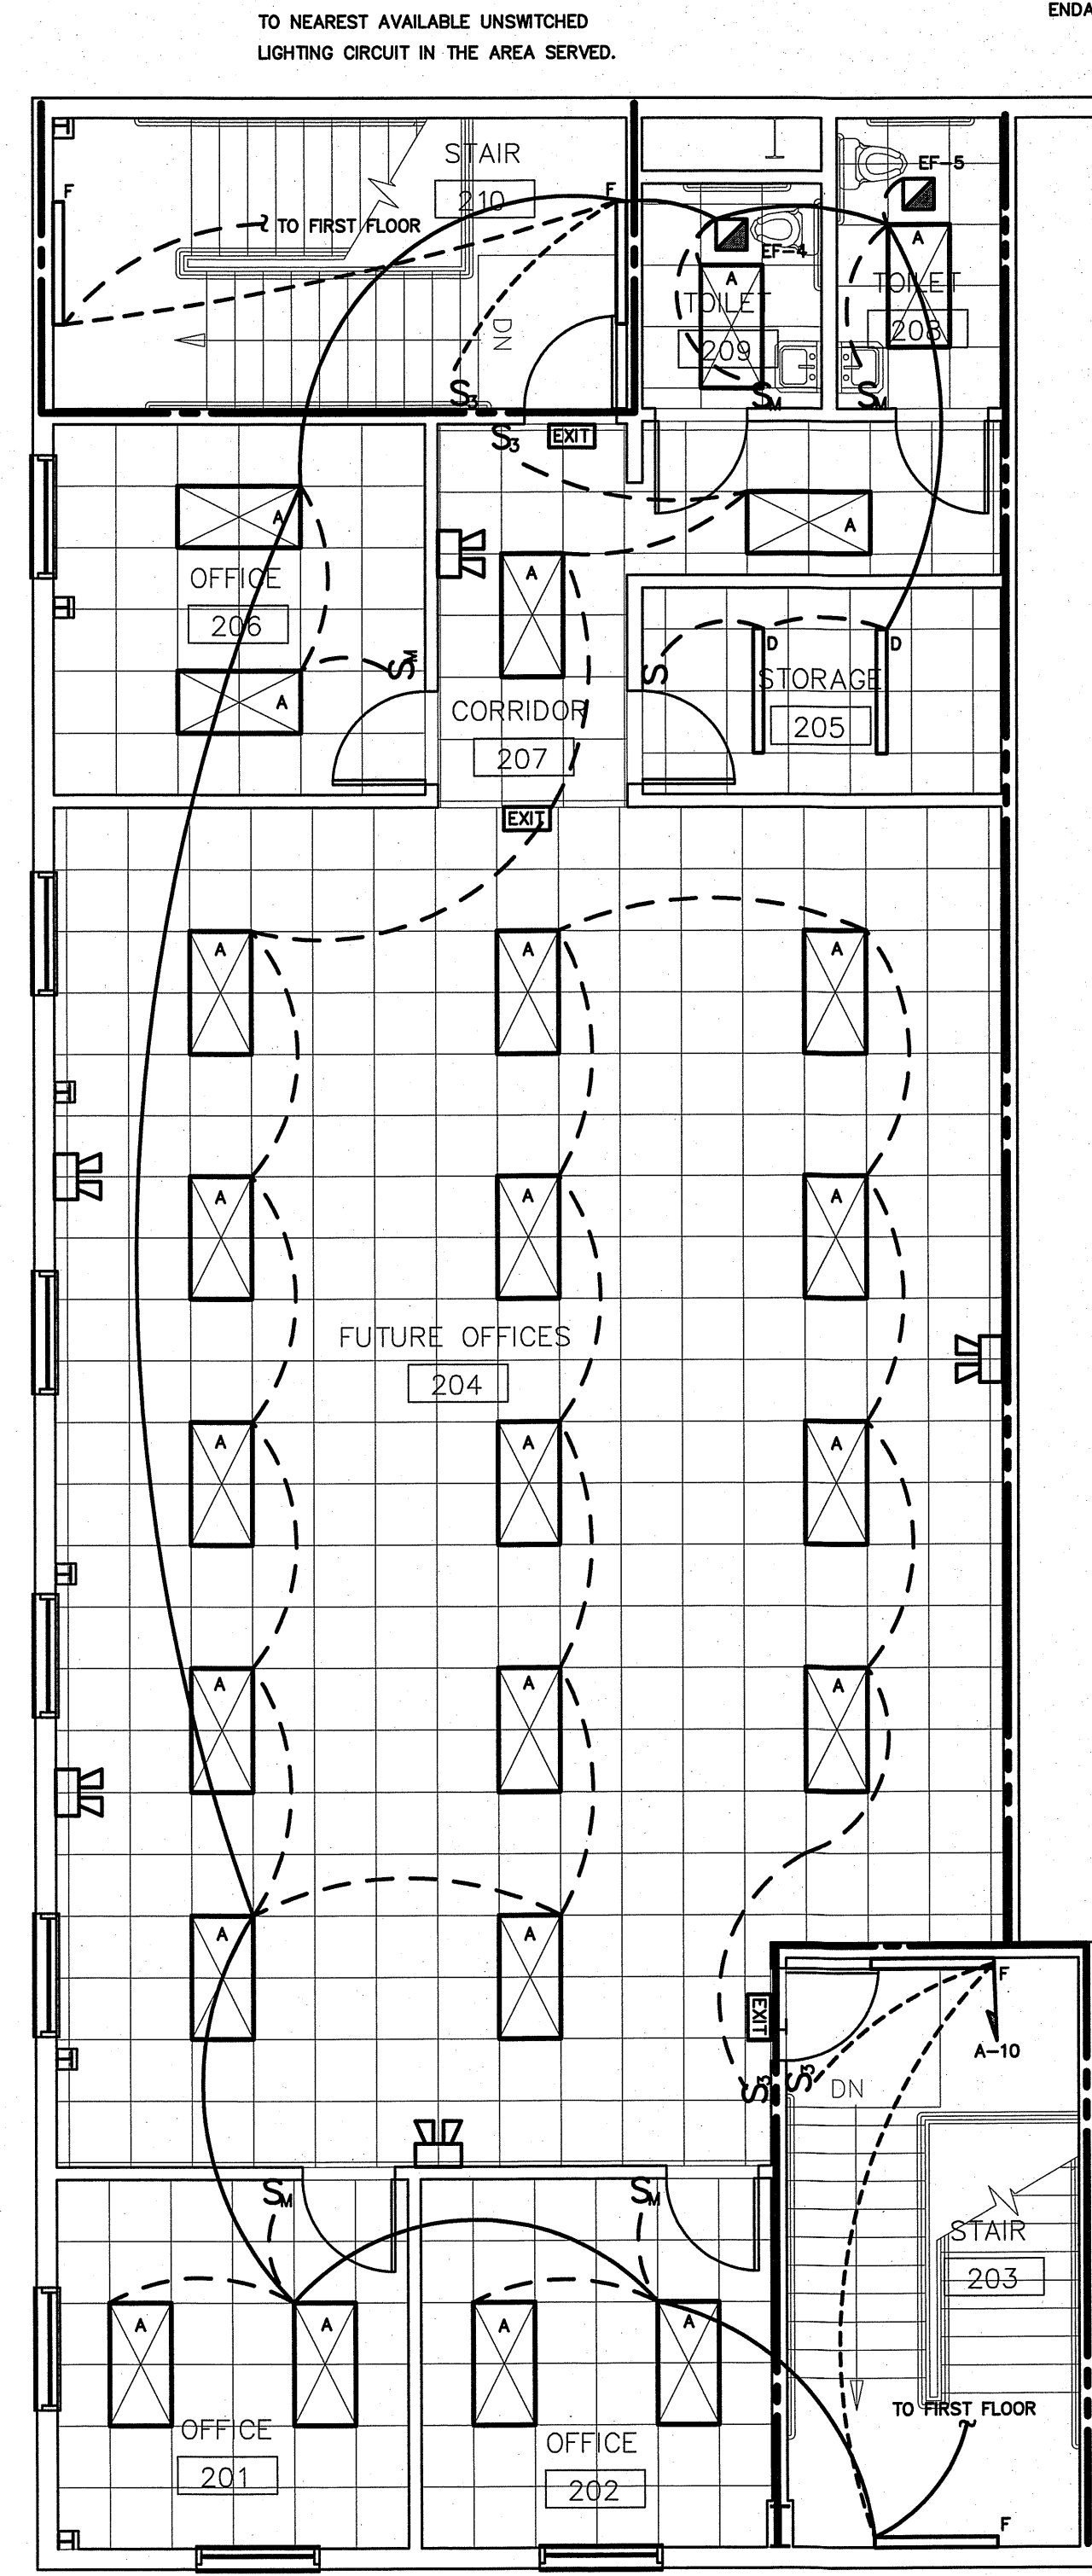 TO NEAREST AVAILABLE UNSWITCHED
LIGHTING CIRCUIT IN THE AREA SERVED.
ENDA
STAIR
210
F
F
TO FIRST FLOOR
DN
S3
EF-5
EF-4
A
TOILET
209
SM
A
TOILET
208
SM
S3
EXIT
A
OFFICE
206
A
SM
A
CORRIDOR
207
A
S
D
D
STORAGE
205
EXIT
A
A
A
A
A
A
FUTURE OFFICES
204
A
A
A
A
A
A
A
A
EXIT
S3
S3
F
A-10
DN
STAIR
203
TO FIRST FLOOR
F
SM
SM
A
A
A
A
OFFICE
201
OFFICE
202